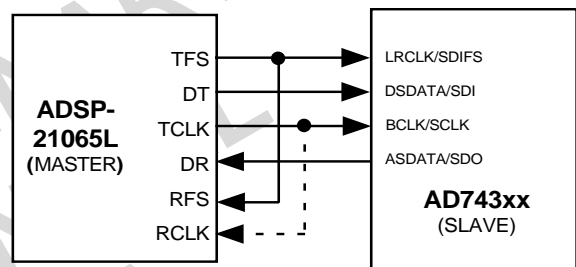 ADSP-
21065L
(MASTER)
TFS
DT
TCLK
DR
RFS
RCLK
LRCLK/SDIFS
DSDATA/SDI
BCLK/SCLK
ASDATA/SDO
AD743xx
(SLAVE)